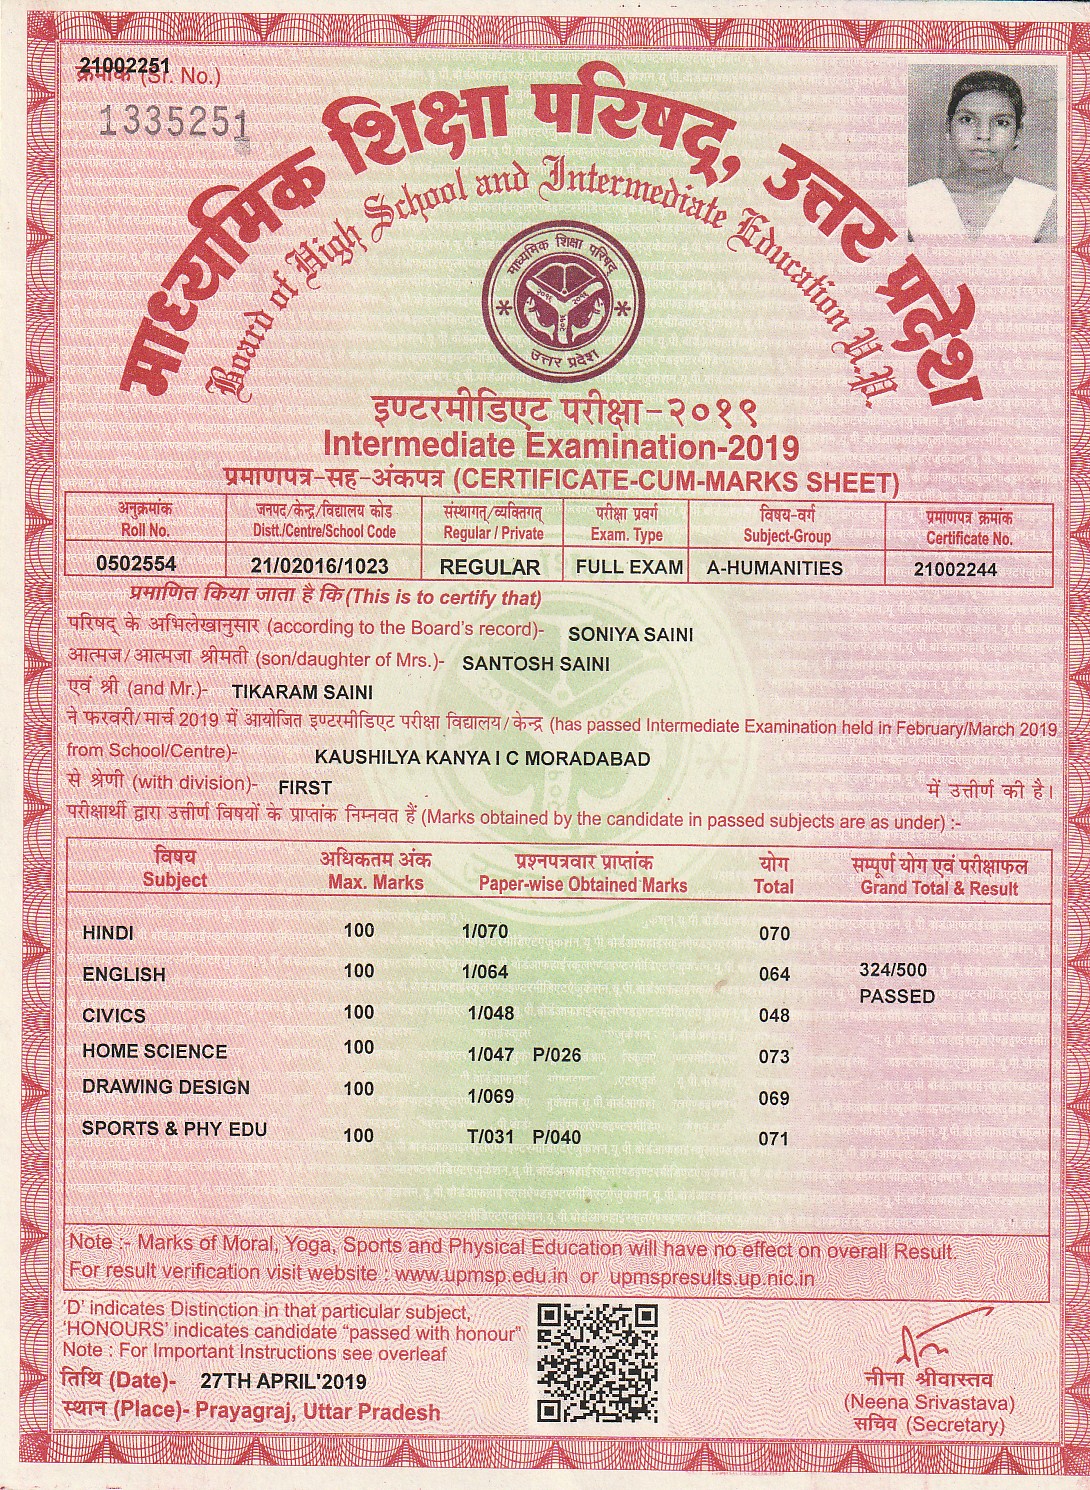 21002251
क्रमांक (Sr. No.)
1335251
माध्यमिक शिक्षा परिषद्, उत्तर प्रदेश
Board of High School and Intermediate Education U.P.
माध्यमिक शिक्षा परिषद्
उत्तर प्रदेश
इण्टरमीडिएट परीक्षा-२०१९
Intermediate Examination-2019
प्रमाणपत्र-सह-अंकपत्र (CERTIFICATE-CUM-MARKS SHEET)
अनुक्रमांक जनपद/केन्द्र/विद्यालय कोड संस्थागत्/व्यक्तिगत् परीक्षा प्रवर्ग विषय-वर्ग प्रमाणपत्र क्रमांक
Roll No. Distt./Centre/School Code Regular / Private Exam. Type Subject-Group Certificate No.
0502554 21/02016/1023 REGULAR FULL EXAM A-HUMANITIES 21002244
प्रमाणित किया जाता है कि (This is to certify that)
परिषद् के अभिलेखानुसार (according to the Board's record)- SONIYA SAINI
आत्मज/आत्मजा श्रीमती (son/daughter of Mrs.)- SANTOSH SAINI
एवं श्री (and Mr.)- TIKARAM SAINI
ने फरवरी/मार्च 2019 में आयोजित इण्टरमीडिएट परीक्षा विद्यालय/केन्द्र (has passed Intermediate Examination held in February/March 2019
from School/Centre)- KAUSHILYA KANYA I C MORADABAD
से श्रेणी (with division)- FIRST में उत्तीर्ण की है।
परीक्षार्थी द्वारा उत्तीर्ण विषयों के प्राप्तांक निम्नवत हैं (Marks obtained by the candidate in passed subjects are as under) :-
विषय अधिकतम अंक प्रश्नपत्रवार प्राप्तांक योग सम्पूर्ण योग एवं परीक्षाफल
Subject Max. Marks Paper-wise Obtained Marks Total Grand Total & Result
HINDI 100 1/070 070
ENGLISH 100 1/064 064 324/500
PASSED
CIVICS 100 1/048 048
HOME SCIENCE 100 1/047 P/026 073
DRAWING DESIGN 100 1/069 069
SPORTS & PHY EDU 100 T/031 P/040 071
Note :- Marks of Moral, Yoga, Sports and Physical Education will have no effect on overall Result.
For result verification visit website : www.upmsp.edu.in or upmspresults.up.nic.in
'D' indicates Distinction in that particular subject,
'HONOURS' indicates candidate "passed with honour"
Note : For Important Instructions see overleaf
तिथि (Date)- 27TH APRIL'2019
स्थान (Place)- Prayagraj, Uttar Pradesh
नीना श्रीवास्तव
(Neena Srivastava)
सचिव (Secretary)